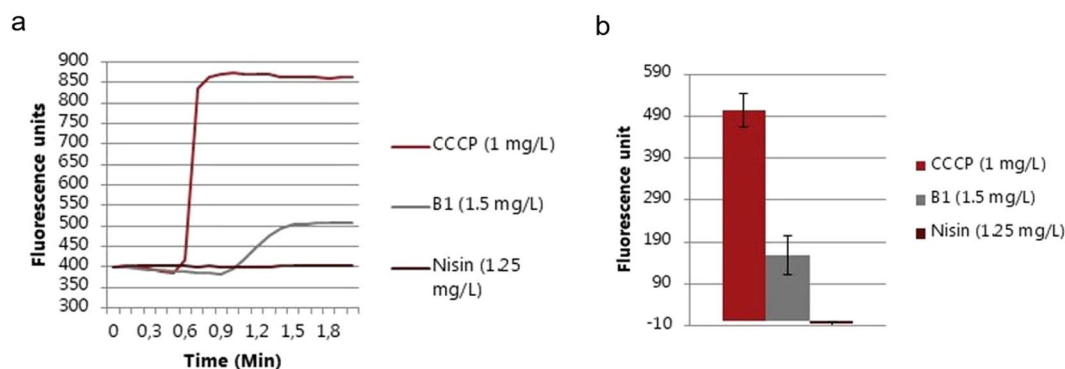 a
900
850
800
750
700
650
600
550
500
450
400
350
300
Fluorescence units
0 0,3 0,6 0,9 1,2 1,5 1,8
Time (Min)
CCCP (1 mg/L)
B1 (1.5 mg/L)
Nisin (1.25
mg/L)
b
590
490
390
290
190
90
-10
Fluorescence unit
CCCP (1 mg/L)
B1 (1.5 mg/L)
Nisin (1.25 mg/L)